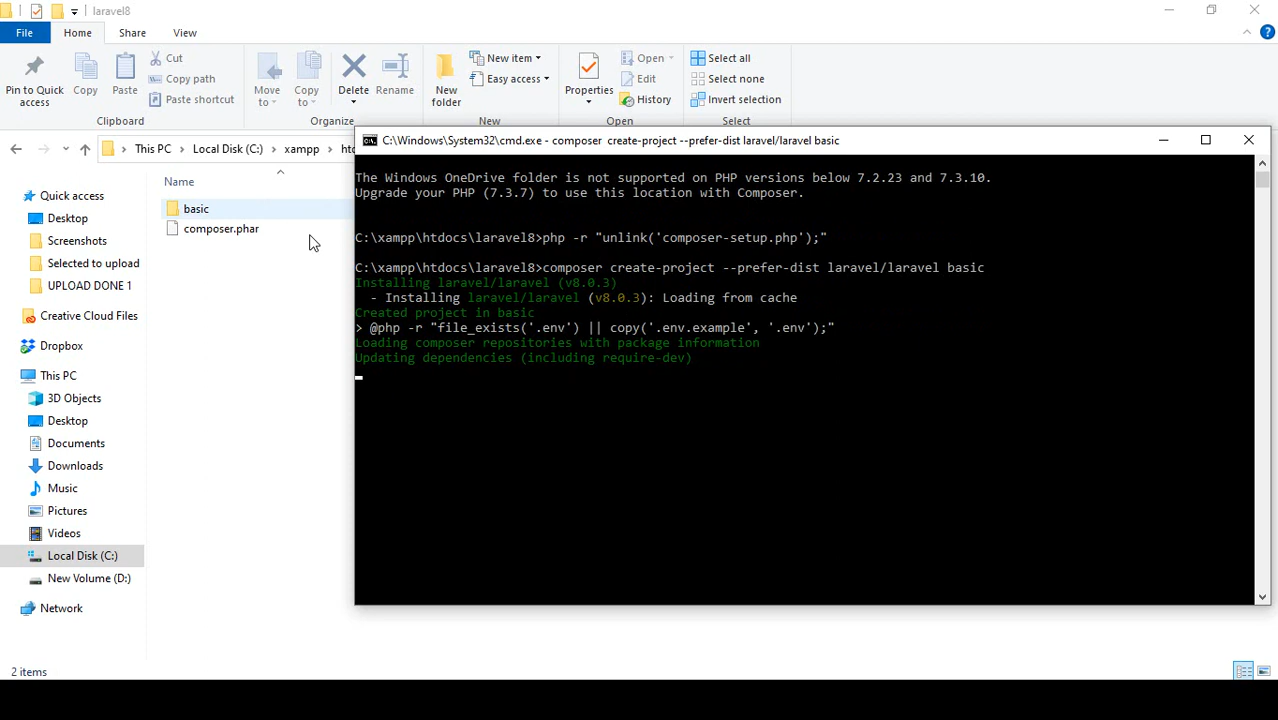 laravel8
File
Home
Share
View
Pin to Quick access
Copy
Paste
Cut
Copy path
Paste shortcut
Clipboard
Move to
Copy to
Delete
Rename
Organize
New folder
New item
Easy access
New
Properties
Open
Edit
History
Open
Select all
Select none
Invert selection
Select
This PC > Local Disk (C:) > xampp > htc
Quick access
Desktop
Screenshots
Selected to upload
UPLOAD DONE 1
Creative Cloud Files
Dropbox
This PC
3D Objects
Desktop
Documents
Downloads
Music
Pictures
Videos
Local Disk (C:)
New Volume (D:)
Network
Name
basic
composer.phar
2 items
C:\Windows\System32\cmd.exe - composer  create-project --prefer-dist laravel/laravel basic
The Windows OneDrive folder is not supported on PHP versions below 7.2.23 and 7.3.10.
Upgrade your PHP (7.3.7) to use this location with Composer.
C:\xampp\htdocs\laravel8>php -r "unlink('composer-setup.php');"
C:\xampp\htdocs\laravel8>composer create-project --prefer-dist laravel/laravel basic
Installing laravel/laravel (v8.0.3)
- Installing laravel/laravel (v8.0.3): Loading from cache
Created project in basic
> @php -r "file_exists('.env') || copy('.env.example', '.env');"
Loading composer repositories with package information
Updating dependencies (including require-dev)